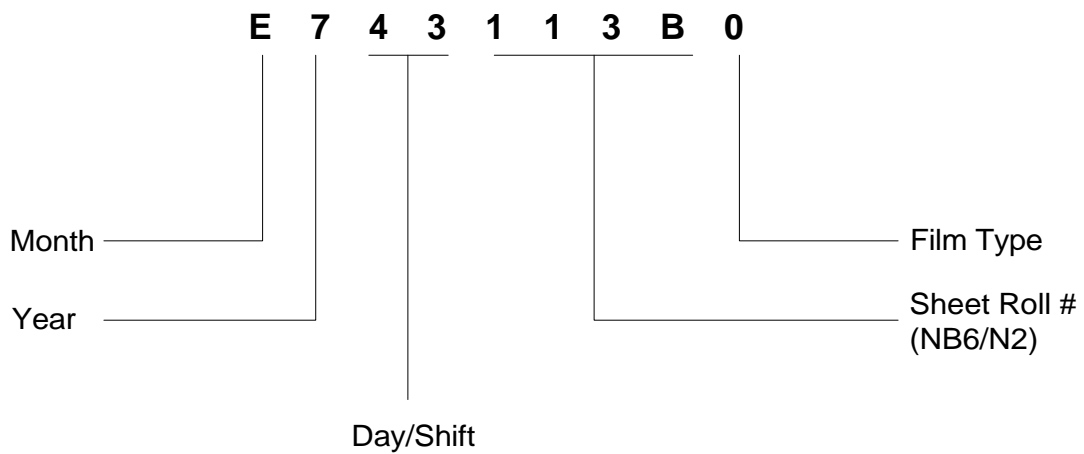 E 7 4 3 1 1 3 B 0
Month
Film Type
Year
Sheet Roll #
(NB6/N2)
Day/Shift